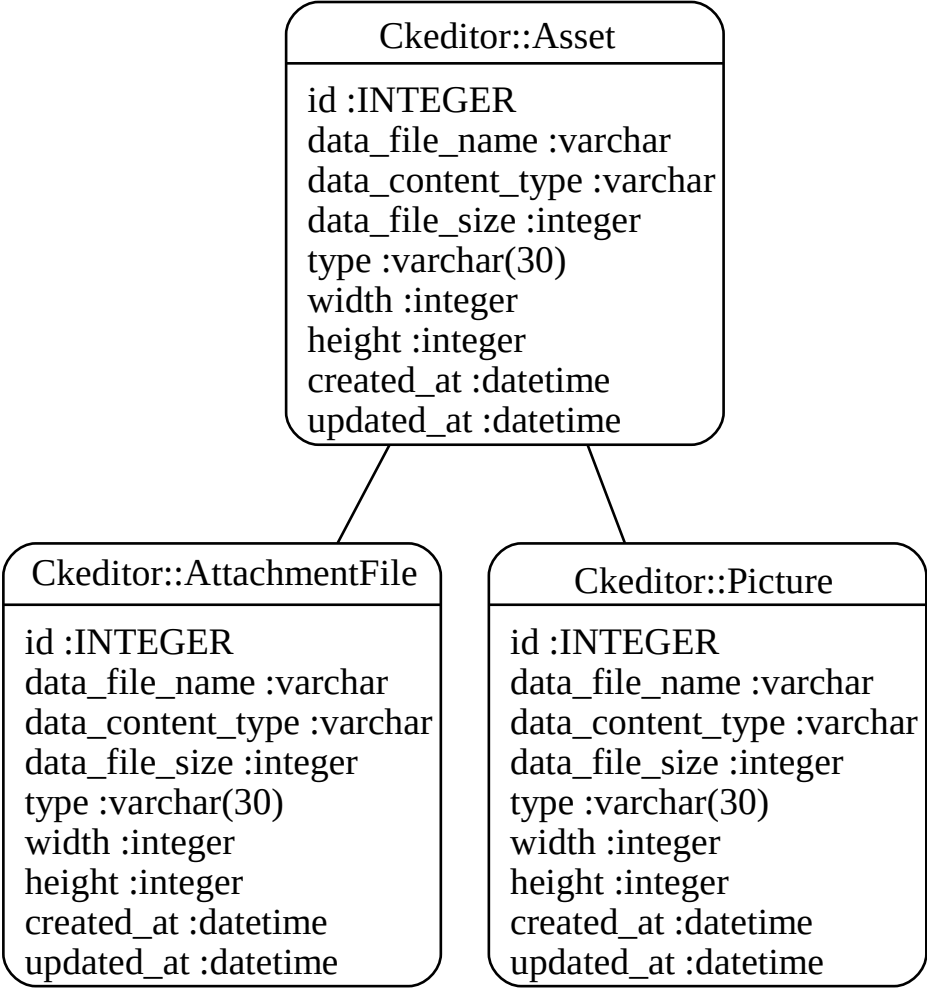 Ckeditor::Asset
id :INTEGER
data_file_name :varchar
data_content_type :varchar
data_file_size :integer
type :varchar(30)
width :integer
height :integer
created_at :datetime
updated_at :datetime
Ckeditor::AttachmentFile
id :INTEGER
data_file_name :varchar
data_content_type :varchar
data_file_size :integer
type :varchar(30)
width :integer
height :integer
created_at :datetime
updated_at :datetime
Ckeditor::Picture
id :INTEGER
data_file_name :varchar
data_content_type :varchar
data_file_size :integer
type :varchar(30)
width :integer
height :integer
created_at :datetime
updated_at :datetime